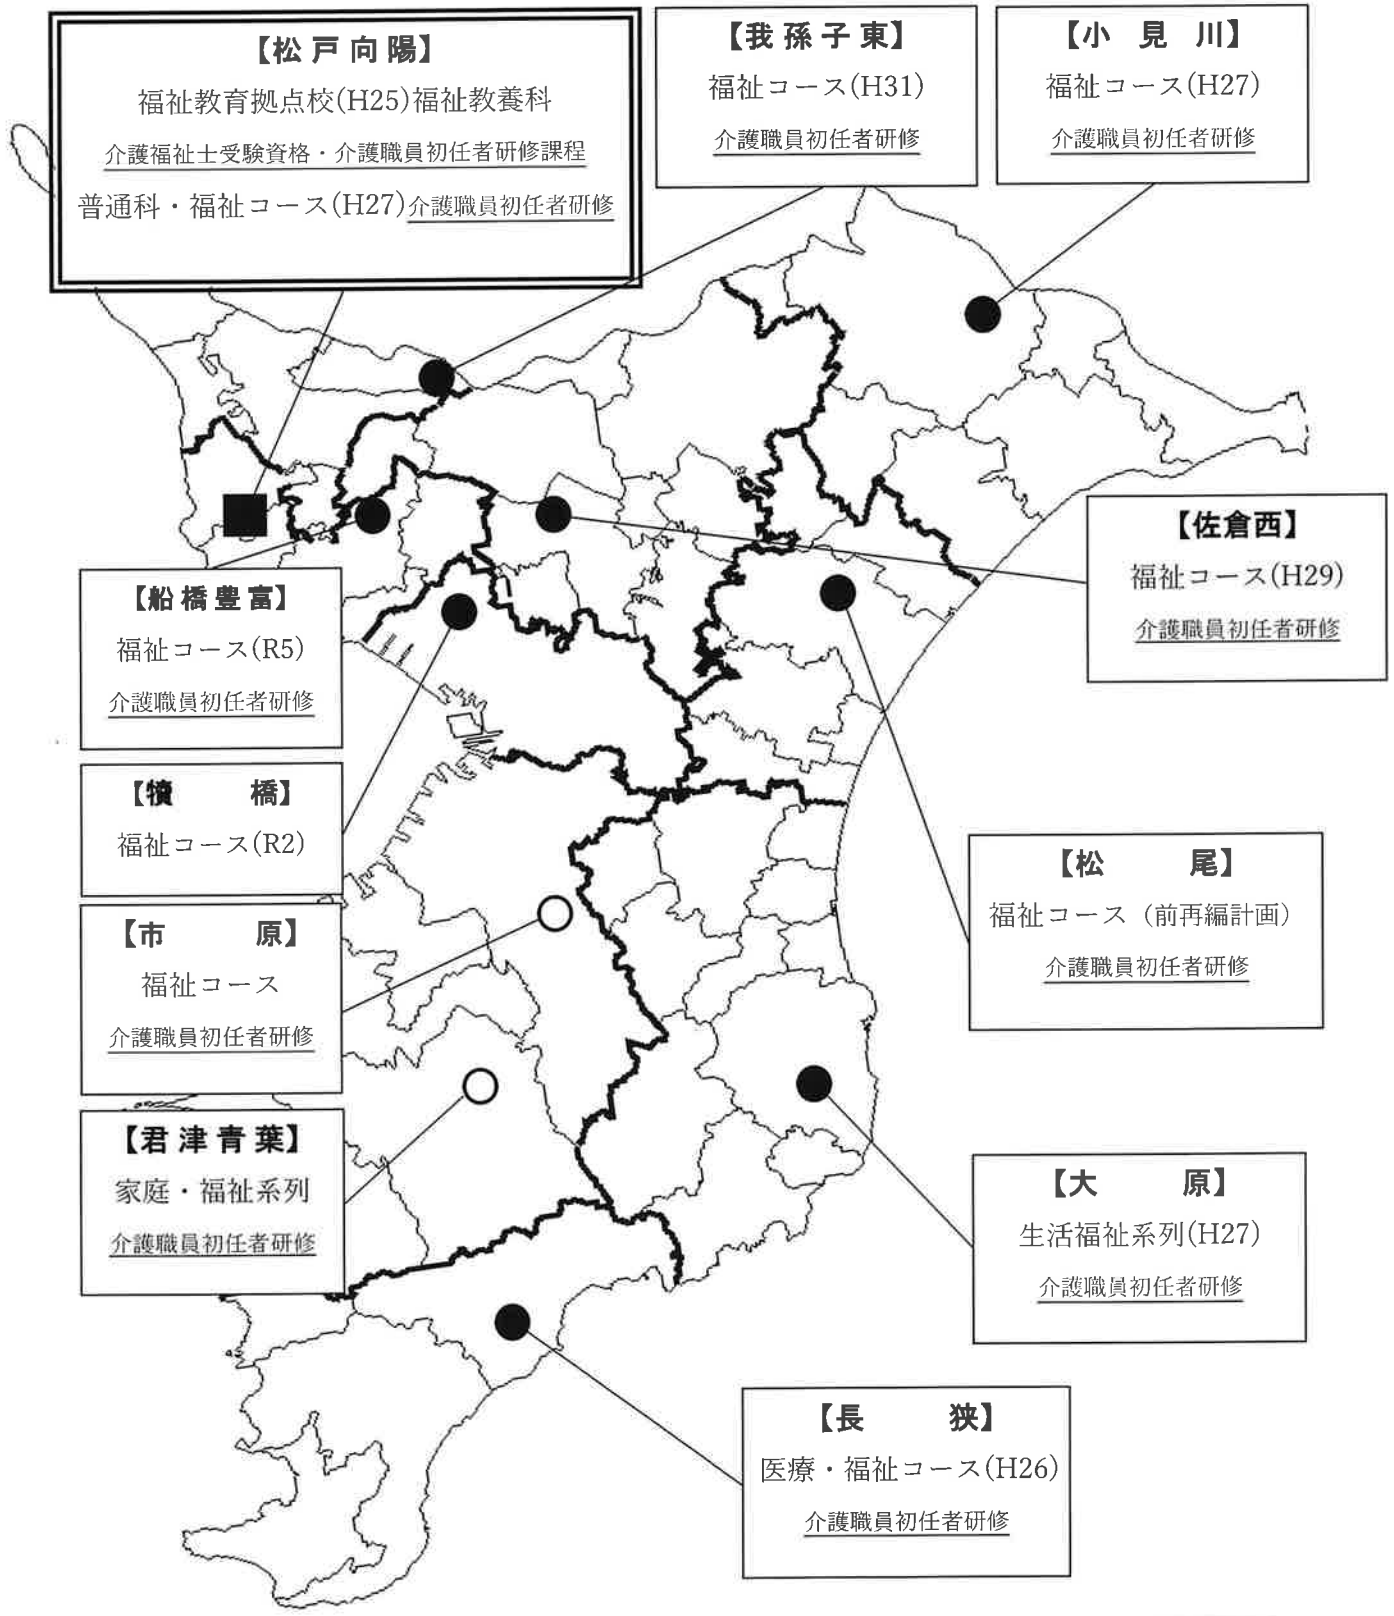 【松戸向陽】
福祉教育拠点校(H25)福祉教養科
介護福祉士受験資格・介護職員初任者研修課程
普通科・福祉コース(H27)介護職員初任者研修
【我孫子東】
福祉コース(H31)
介護職員初任者研修
【小　見　川】
福祉コース(H27)
介護職員初任者研修
【佐倉西】
福祉コース(H29)
介護職員初任者研修
【船橋豊富】
福祉コース(R5)
介護職員初任者研修
【犢　　橋】
福祉コース(R2)
【市　　原】
福祉コース
介護職員初任者研修
【君津青葉】
家庭・福祉系列
介護職員初任者研修
【松　　尾】
福祉コース（前再編計画）
介護職員初任者研修
【大　　原】
生活福祉系列(H27)
介護職員初任者研修
【長　　狭】
医療・福祉コース(H26)
介護職員初任者研修